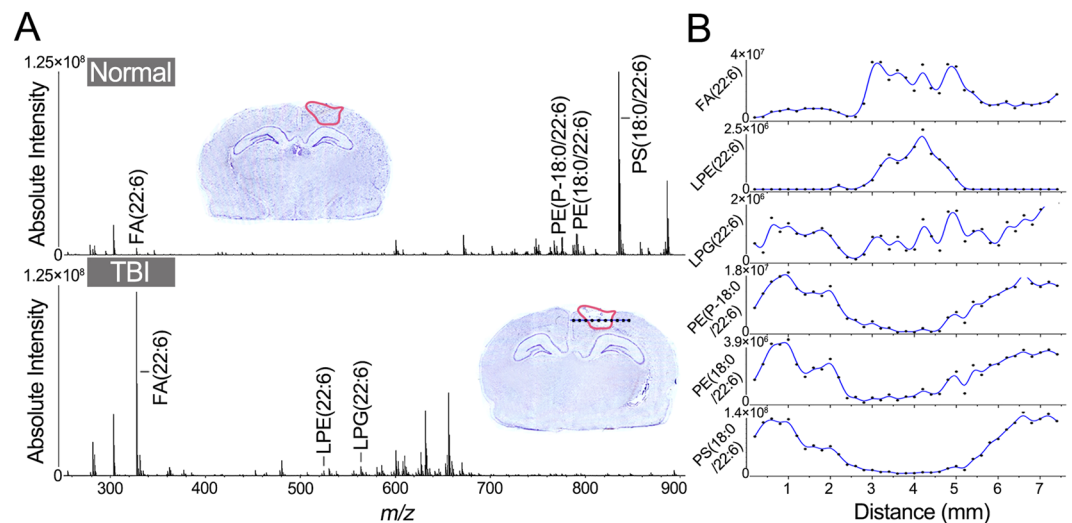 A
1.25×10⁸
Normal
Absolute Intensity
0
FA(22:6)
PE(P-18:0/22:6)
PE(18:0/22:6)
PS(18:0/22:6)
1.25×10⁸
TBI
Absolute Intensity
0
FA(22:6)
LPE(22:6)
LPG(22:6)
300
400
500
600
700
800
900
m/z
B
4×10⁷
FA(22:6)
0
2.5×10⁶
LPE(22:6)
0
2×10⁶
LPG(22:6)
0
1.8×10⁷
PE(P-18:0
/22:6)
0
3.9×10⁶
PE(18:0
/22:6)
0
1.4×10⁸
PS(18:0
/22:6)
0
1 2 3 4 5 6 7
Distance (mm)